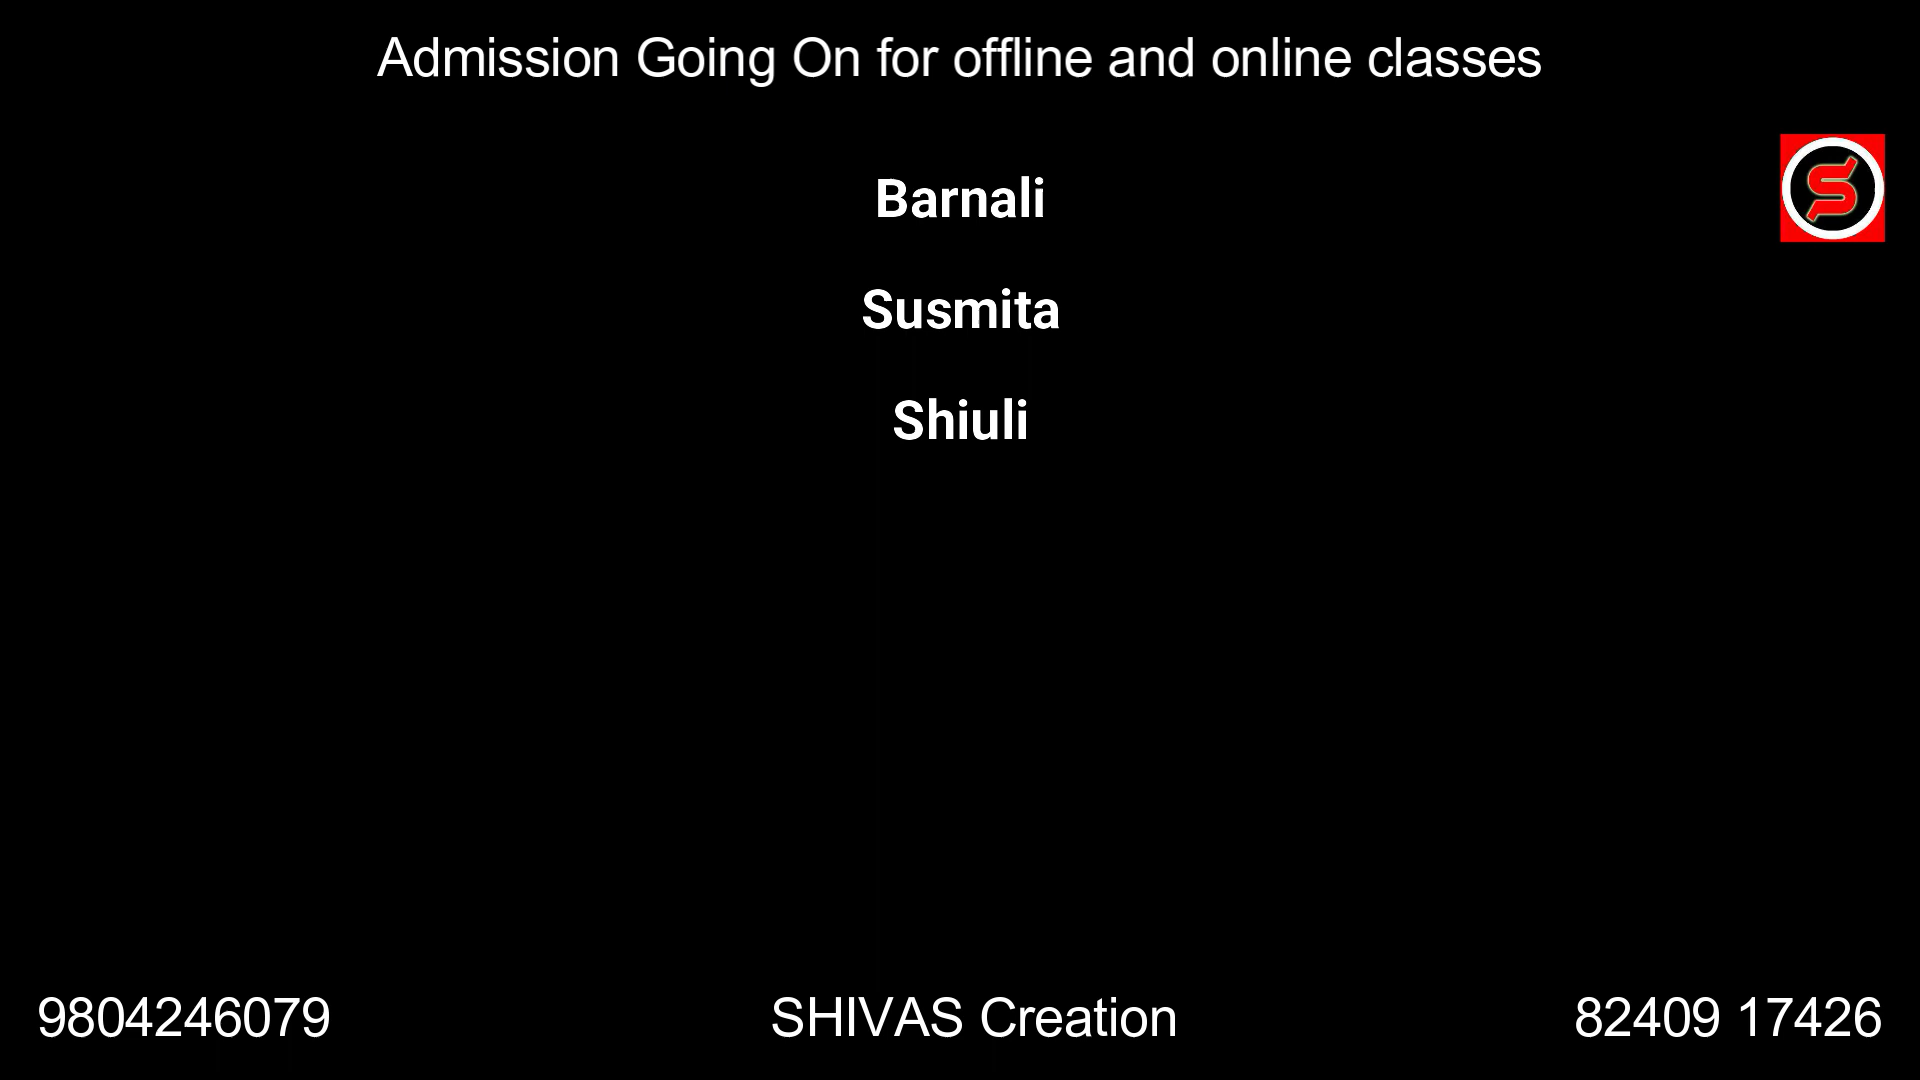 Admission Going On for offline and online classes
S
Barnali
Susmita
Shiuli
9804246079
SHIVAS Creation
82409 17426